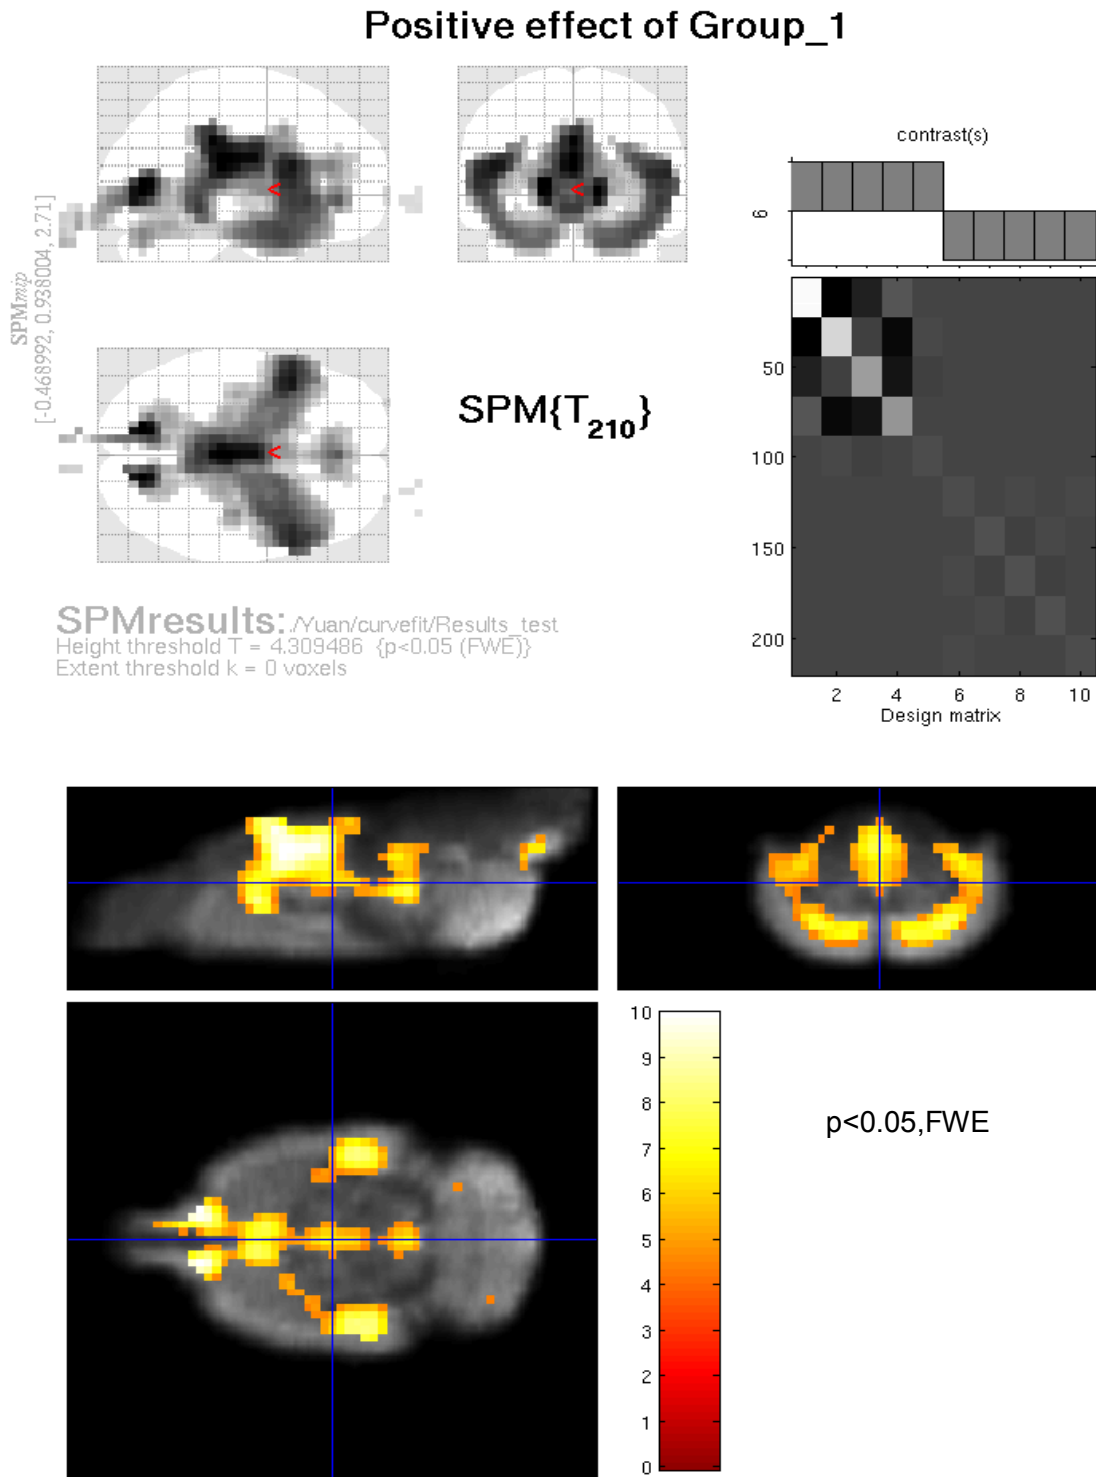 Positive effect of Group_1
SPMmip
[-0.468992, 0.938004, 2.71]
<
<
<
SPM{T210}
contrast(s)
6
50
100
150
200
2 4 6 8 10
Design matrix
SPMresults: ./Yuan/curvefit/Results_test
Height threshold T = 4.309486 {p<0.05 (FWE)}
Extent threshold k = 0 voxels
10
9
8
7
6
5
4
3
2
1
0
p<0.05,FWE